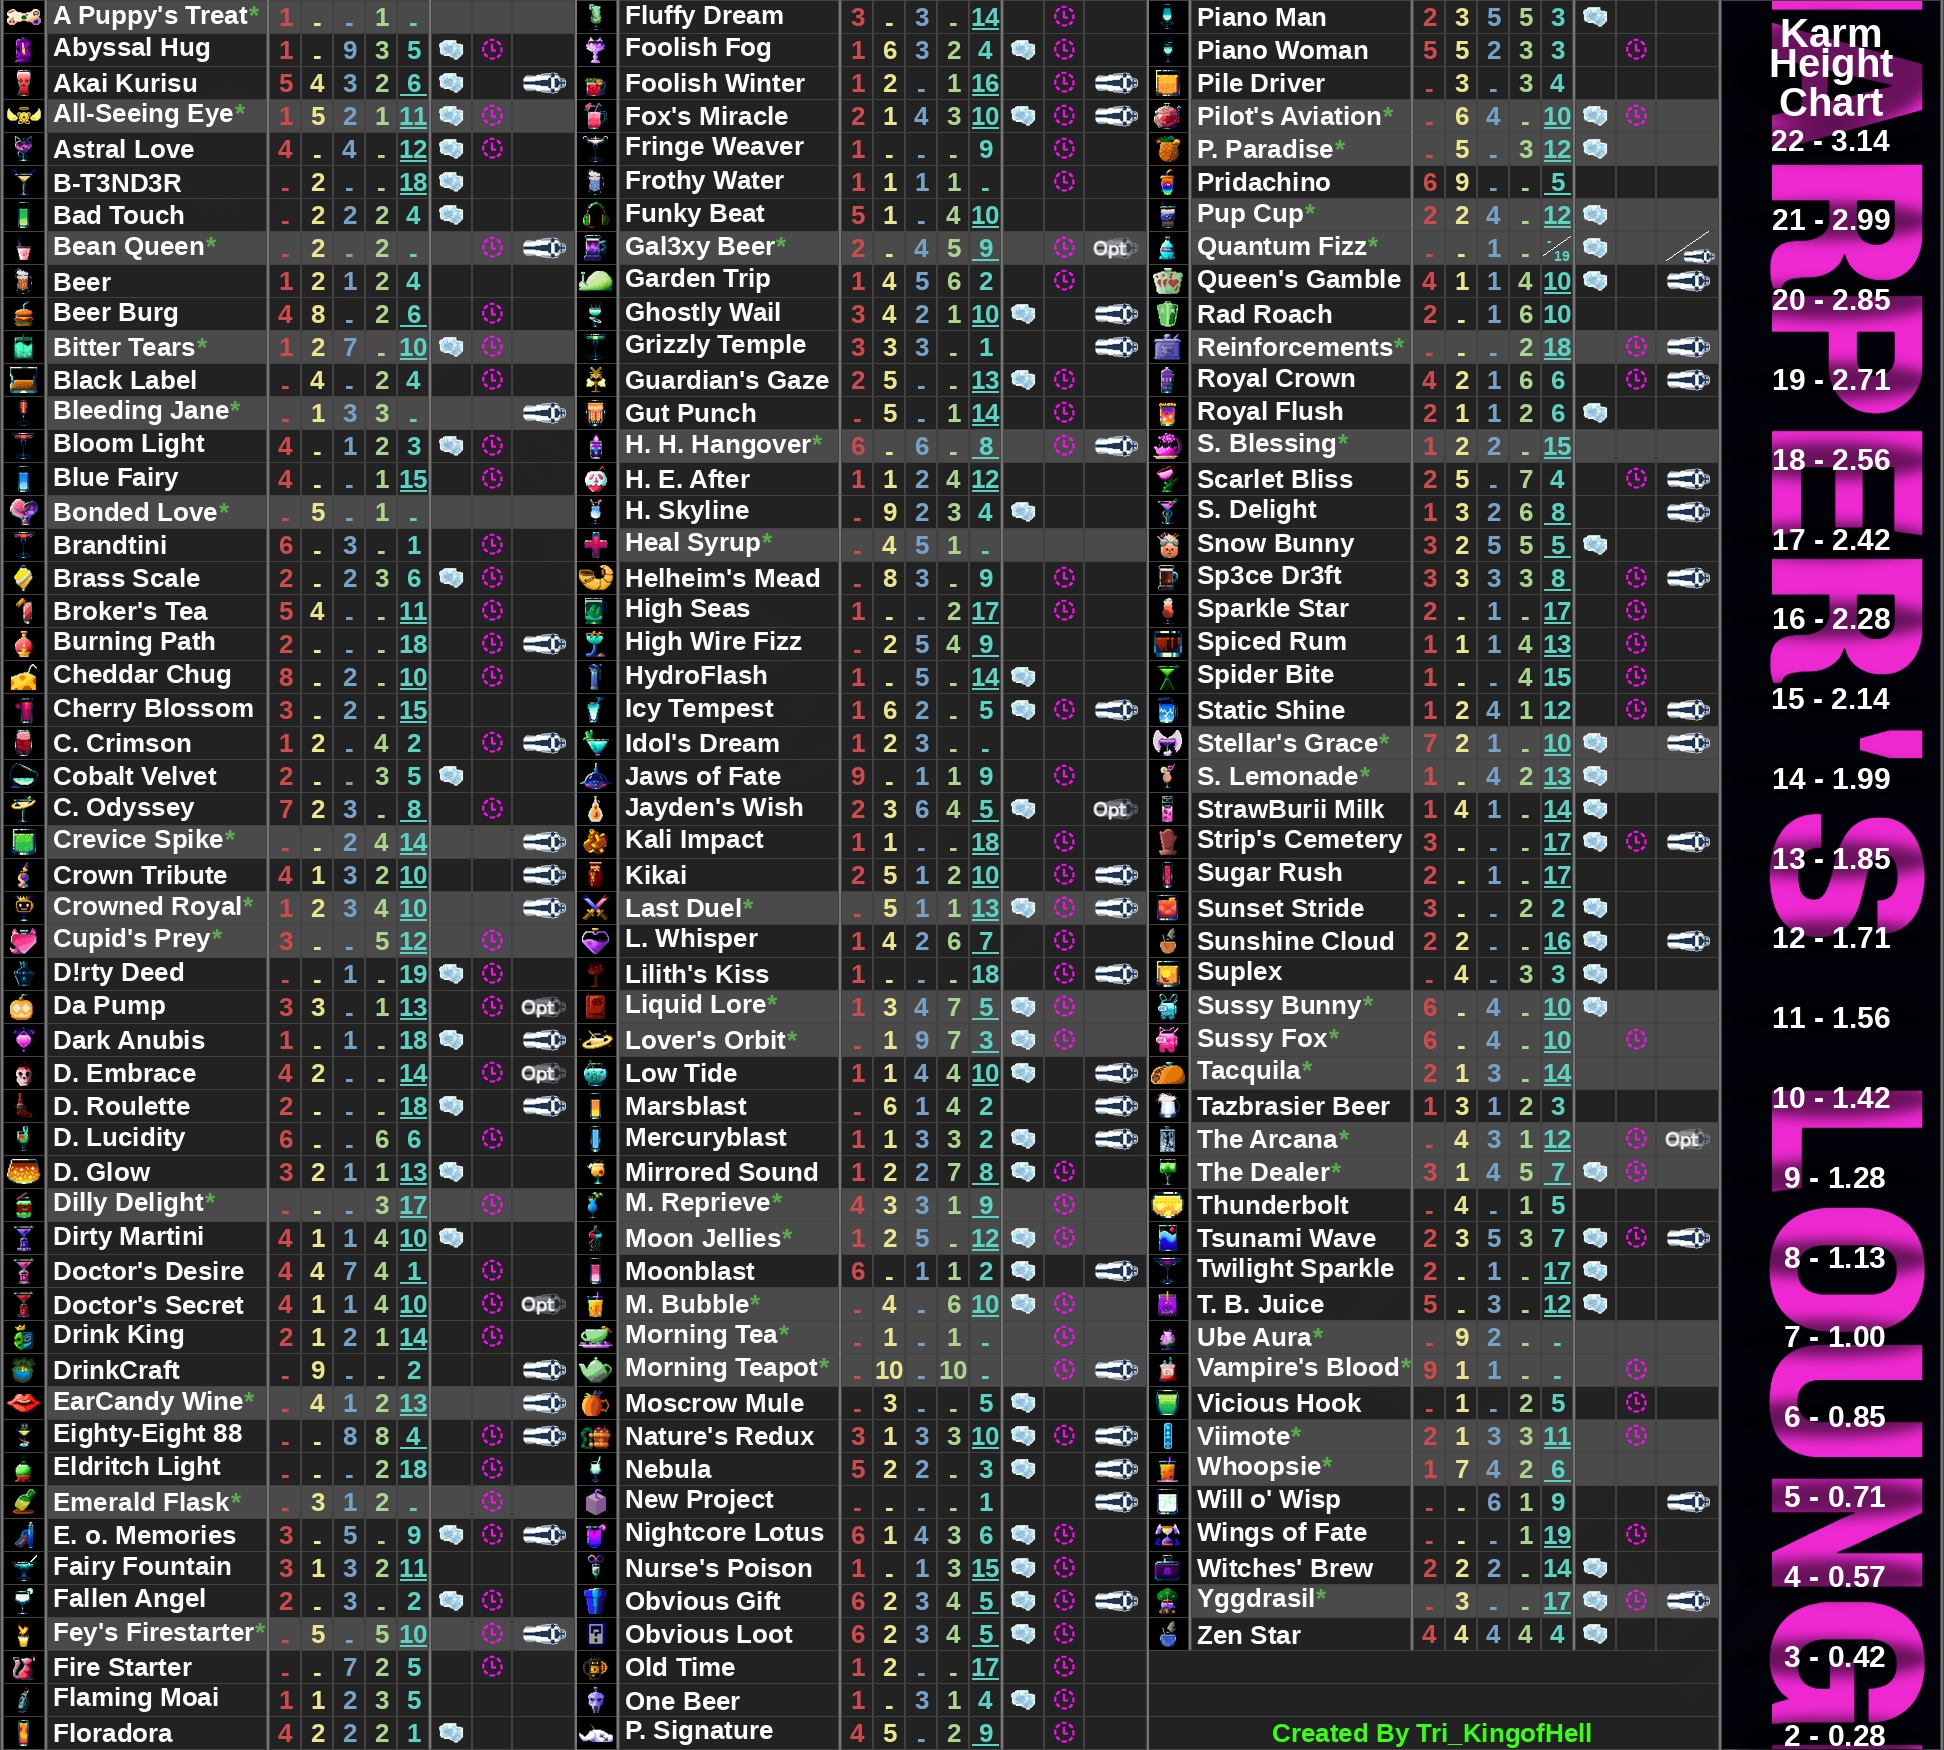 A Puppy's Treat* 1 - - 1 -
Abyssal Hug 1 - 9 3 5
Akai Kurisu 5 4 3 2 6
All-Seeing Eye* 1 5 2 1 11
Astral Love 4 - 4 - 12
B-T3ND3R - 2 - - 18
Bad Touch - 2 2 2 4
Bean Queen* - 2 - 2 -
Beer 1 2 1 2 4
Beer Burg 4 8 - 2 6
Bitter Tears* 1 2 7 - 10
Black Label - 4 - 2 4
Bleeding Jane* - 1 3 3 -
Bloom Light 4 - 1 2 3
Blue Fairy 4 - - 1 15
Bonded Love* - 5 - 1 -
Brandtini 6 - 3 - 1
Brass Scale 2 - 2 3 6
Broker's Tea 5 4 - - 11
Burning Path 2 - - - 18
Cheddar Chug 8 - 2 - 10
Cherry Blossom 3 - 2 - 15
C. Crimson 1 2 - 4 2
Cobalt Velvet 2 - - 3 5
C. Odyssey 7 2 3 - 8
Crevice Spike* - - 2 4 14
Crown Tribute 4 1 3 2 10
Crowned Royal* 1 2 3 4 10
Cupid's Prey* 3 - - 5 12
D!rty Deed - - 1 - 19
Da Pump 3 3 - 1 13 Opt
Dark Anubis 1 - 1 - 18
D. Embrace 4 2 - - 14 Opt
D. Roulette 2 - - - 18
D. Lucidity 6 - - 6 6
D. Glow 3 2 1 1 13
Dilly Delight* - - - 3 17
Dirty Martini 4 1 1 4 10
Doctor's Desire 4 4 7 4 1
Doctor's Secret 4 1 1 4 10 Opt
Drink King 2 1 2 1 14
DrinkCraft - 9 - - 2
EarCandy Wine* - 4 1 2 13
Eighty-Eight 88 - - 8 8 4
Eldritch Light - - - 2 18
Emerald Flask* - 3 1 2 -
E. o. Memories 3 - 5 - 9
Fairy Fountain 3 1 3 2 11
Fallen Angel 2 - 3 - 2
Fey's Firestarter* - 5 - 5 10
Fire Starter - - 7 2 5
Flaming Moai 1 1 2 3 5
Floradora 4 2 2 2 1
Fluffy Dream 3 - 3 - 14
Foolish Fog 1 6 3 2 4
Foolish Winter 1 2 - 1 16
Fox's Miracle 2 1 4 3 10
Fringe Weaver 1 - - - 9
Frothy Water 1 1 1 1 -
Funky Beat 5 1 - 4 10
Gal3xy Beer* 2 - 4 5 9 Opt
Garden Trip 1 4 5 6 2
Ghostly Wail 3 4 2 1 10
Grizzly Temple 3 3 3 - 1
Guardian's Gaze 2 5 - - 13
Gut Punch - 5 - 1 14
H. H. Hangover* 6 - 6 - 8
H. E. After 1 1 2 4 12
H. Skyline - 9 2 3 4
Heal Syrup* - 4 5 1 -
Helheim's Mead - 8 3 - 9
High Seas 1 - - 2 17
High Wire Fizz - 2 5 4 9
HydroFlash 1 - 5 - 14
Icy Tempest 1 6 2 - 5
Idol's Dream 1 2 3 - -
Jaws of Fate 9 - 1 1 9
Jayden's Wish 2 3 6 4 5 Opt
Kali Impact 1 1 - - 18
Kikai 2 5 1 2 10
Last Duel* - 5 1 1 13
L. Whisper 1 4 2 6 7
Lilith's Kiss 1 - - - 18
Liquid Lore* 1 3 4 7 5
Lover's Orbit* - 1 9 7 3
Low Tide 1 1 4 4 10
Marsblast - 6 1 4 2
Mercuryblast 1 1 3 3 2
Mirrored Sound 1 2 2 7 8
M. Reprieve* 4 3 3 1 9
Moon Jellies* 1 2 5 - 12
Moonblast 6 - 1 1 2
M. Bubble* - 4 - 6 10
Morning Tea* - 1 - 1 -
Morning Teapot* - 10 - 10 -
Moscrow Mule - 3 - - 5
Nature's Redux 3 1 3 3 10
Nebula 5 2 2 - 3
New Project - - - - 1
Nightcore Lotus 6 1 4 3 6
Nurse's Poison 1 - 1 3 15
Obvious Gift 6 2 3 4 5
Obvious Loot 6 2 3 4 5
Old Time 1 2 - - 17
One Beer 1 - 3 1 4
P. Signature 4 5 - 2 9
Piano Man 2 3 5 5 3
Piano Woman 5 5 2 3 3
Pile Driver - 3 - 3 4
Pilot's Aviation* - 6 4 - 10
P. Paradise* - 5 - 3 12
Pridachino 6 9 - - 5
Pup Cup* 2 2 4 - 12
Quantum Fizz* - - 1 - -/19
Queen's Gamble 4 1 1 4 10
Rad Roach 2 - 1 6 10
Reinforcements* - - - 2 18
Royal Crown 4 2 1 6 6
Royal Flush 2 1 1 2 6
S. Blessing* 1 2 2 - 15
Scarlet Bliss 2 5 - 7 4
S. Delight 1 3 2 6 8
Snow Bunny 3 2 5 5 5
Sp3ce Dr3ft 3 3 3 3 8
Sparkle Star 2 - 1 - 17
Spiced Rum 1 1 1 4 13
Spider Bite 1 - - 4 15
Static Shine 1 2 4 1 12
Stellar's Grace* 7 2 1 - 10
S. Lemonade* 1 - 4 2 13
StrawBurii Milk 1 4 1 - 14
Strip's Cemetery 3 - - - 17
Sugar Rush 2 - 1 - 17
Sunset Stride 3 - - 2 2
Sunshine Cloud 2 2 - - 16
Suplex - 4 - 3 3
Sussy Bunny* 6 - 4 - 10
Sussy Fox* 6 - 4 - 10
Tacquila* 2 1 3 - 14
Tazbrasier Beer 1 3 1 2 3
The Arcana* - 4 3 1 12 Opt
The Dealer* 3 1 4 5 7
Thunderbolt - 4 - 1 5
Tsunami Wave 2 3 5 3 7
Twilight Sparkle 2 - 1 - 17
T. B. Juice 5 - 3 - 12
Ube Aura* - 9 2 - -
Vampire's Blood* 9 1 1 - -
Vicious Hook - 1 - 2 5
Viimote* 2 1 3 3 11
Whoopsie* 1 7 4 2 6
Will o' Wisp - - 6 1 9
Wings of Fate - - - 1 19
Witches' Brew 2 2 2 - 14
Yggdrasil* - 3 - - 17
Zen Star 4 4 4 4 4
Created By Tri_KingofHell
Karm
Height
Chart
22 - 3.14
21 - 2.99
20 - 2.85
19 - 2.71
18 - 2.56
17 - 2.42
16 - 2.28
15 - 2.14
14 - 1.99
13 - 1.85
12 - 1.71
11 - 1.56
10 - 1.42
9 - 1.28
8 - 1.13
7 - 1.00
6 - 0.85
5 - 0.71
4 - 0.57
3 - 0.42
2 - 0.28